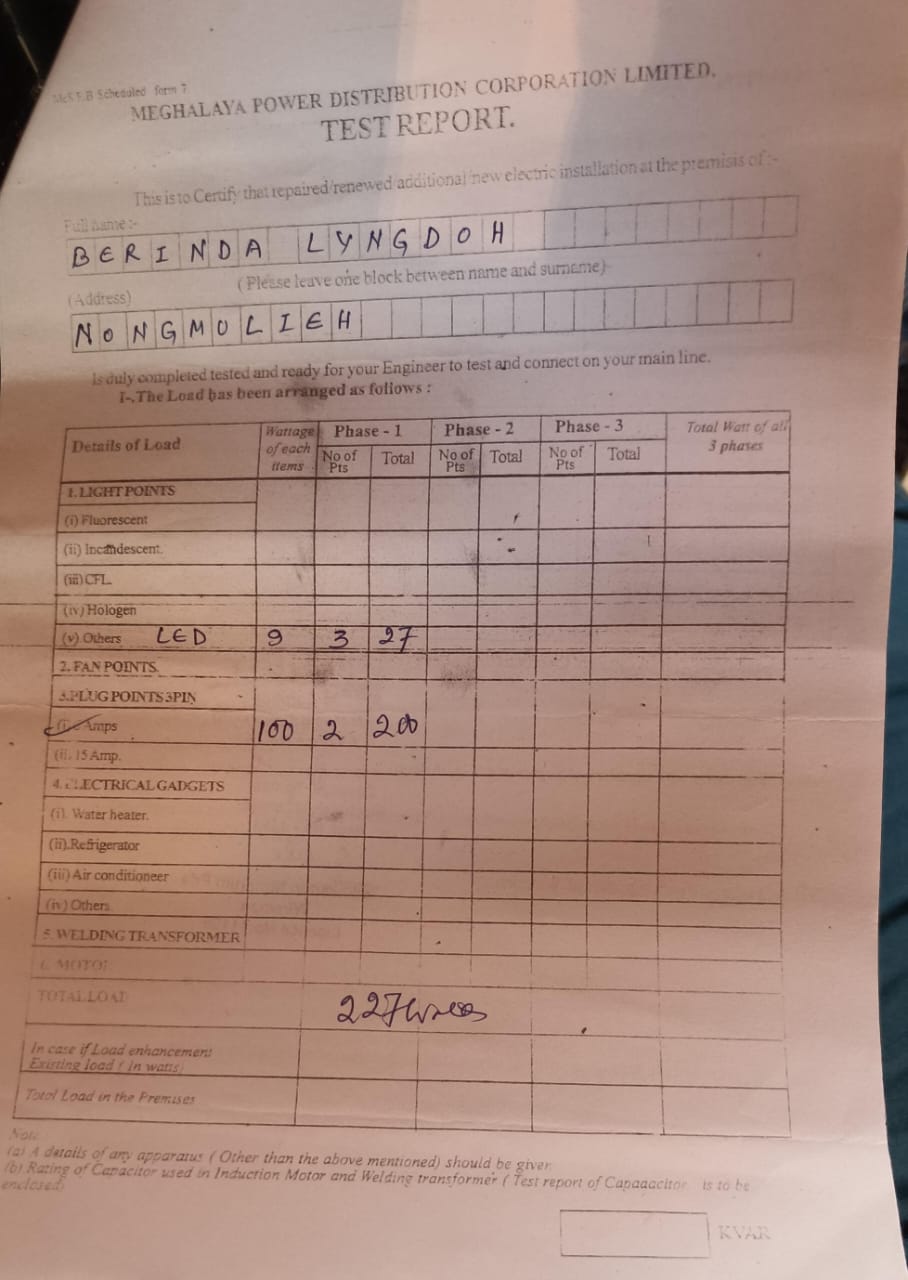 Scheduled form 7
MEGHALAYA POWER DISTRIBUTION CORPORATION LIMITED.
TEST REPORT.
This is to Certify that repaired/renewed/additional/new electric installation at the premisis of :-
Full name :-
BERINDA LYNGDOH
(Please leave one block between name and surname)
(Address)
NONGMULIEH
Is duly completed tested and ready for your Engineer to test and connect on your main line.
I-.The Load has been arranged as follows :
Details of Load Wattage of each items Phase - 1 Phase - 2 Phase - 3 Total Watt of all 3 phases
No of Pts Total No of Pts Total No of Pts Total
1. LIGHT POINTS
(i) Fluorescent
(ii) Incandescent.
(iii) CFL
(iv) Hologen
(v) Others LED 9 3 27
2. FAN POINTS.
3.PLUG POINTS 3PIN
Amps 100 2 200
(ii. 15 Amp.
4. ELECTRICAL GADGETS
(i). Water heater.
(ii).Refrigerator
(iii) Air conditioneer
(iv) Others.
5. WELDING TRANSFORMER
TOTAL LOAD 227
In case if Load enhancement
Existing load ( In watts)
Total Load in the Premises
Note
(a) A details of any apparatus ( Other than the above mentioned) should be given
(b) Rating of Capacitor used in Induction Motor and Welding transformer ( Test report of Capaaacitor is to be
enclosed)
KVAR